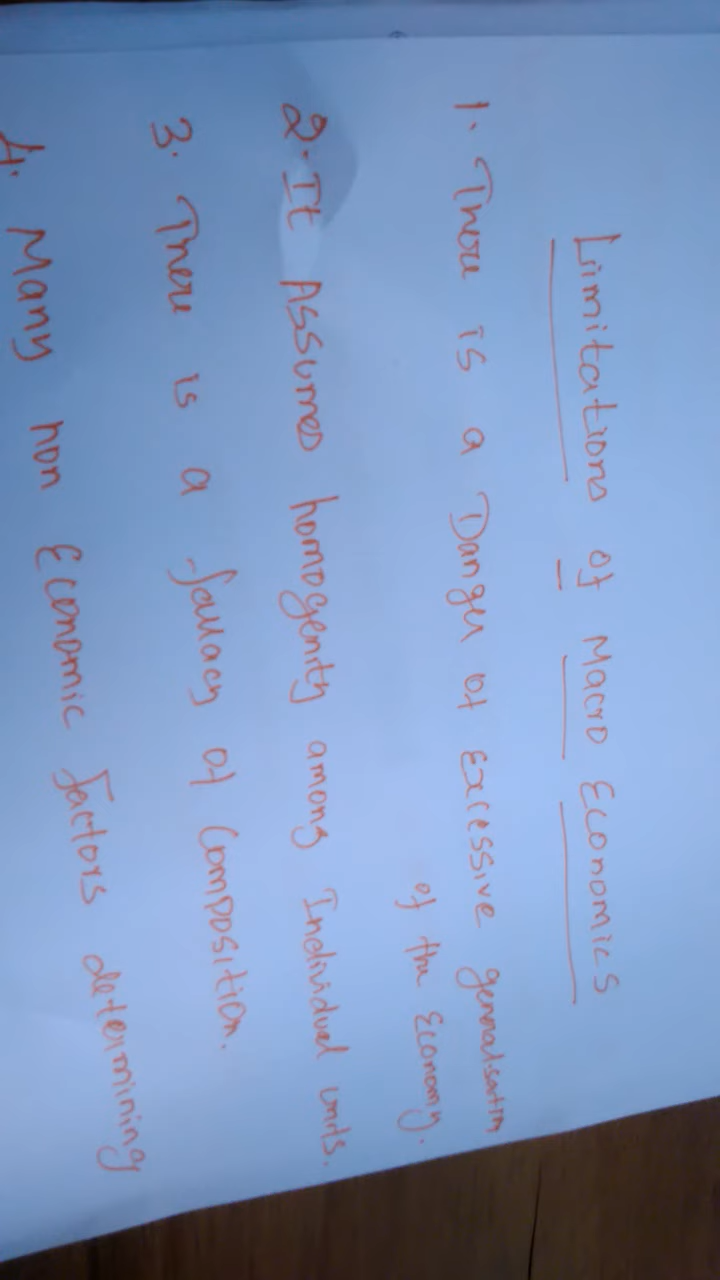 Limitations of Macro Economics
1. There is a Danger of Excessive generalisation
of the Economy.
2. It Assumes homogenity among Individual units.
3. There is a fallacy of Composition.
4. Many non Economic factors determining